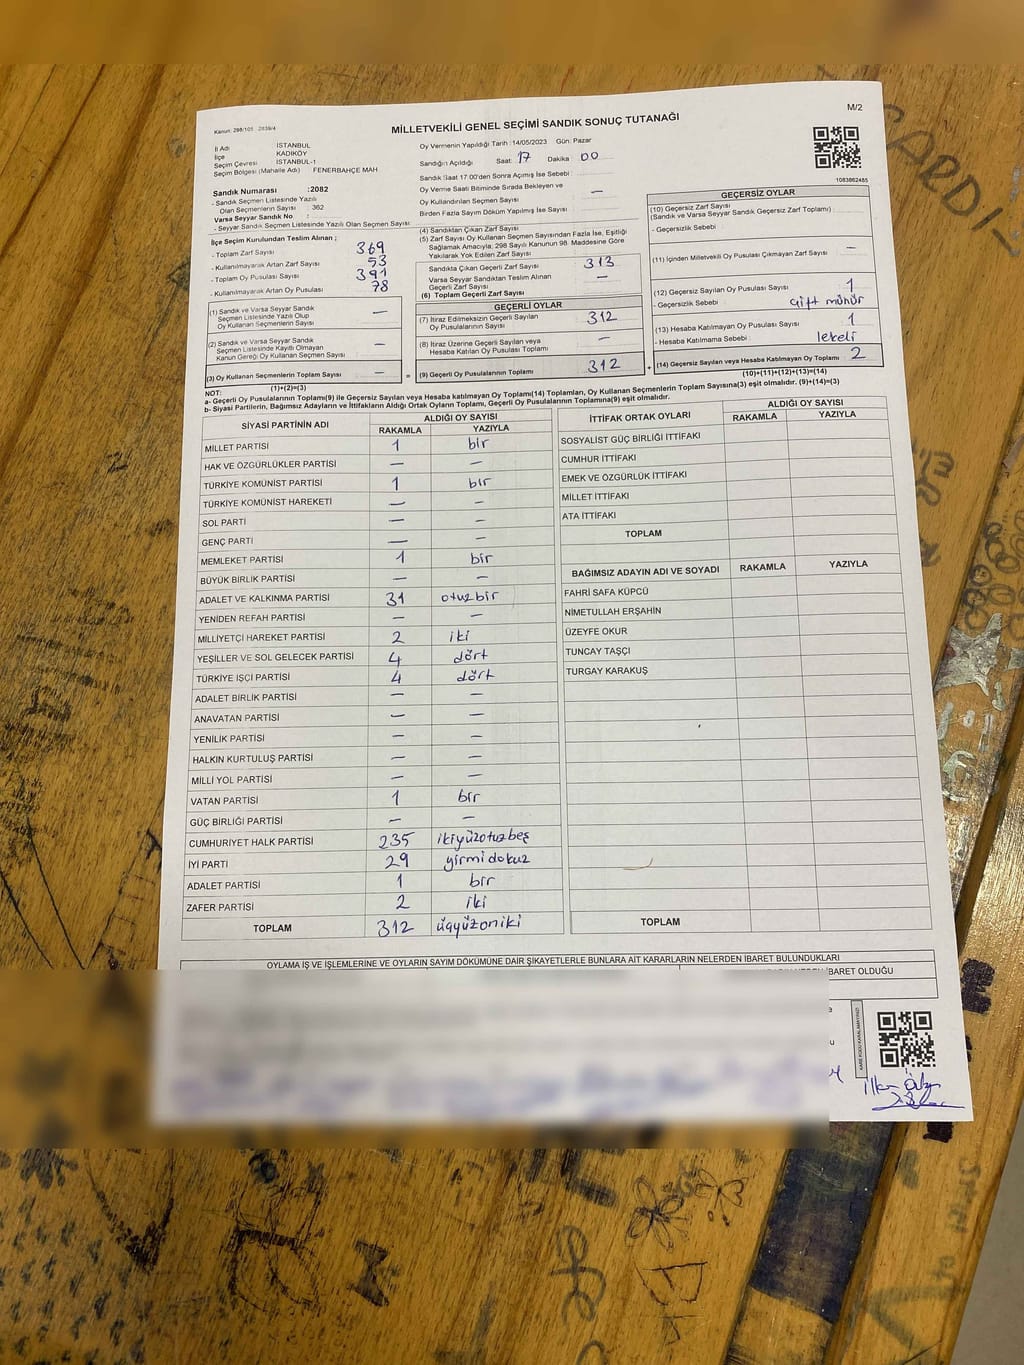 M/2
Kanun: 298/105 2839/4
MİLLETVEKİLİ GENEL SEÇİMİ SANDIK SONUÇ TUTANAĞI
1083662485
İl Adı İSTANBUL
İlçe KADIKÖY
Seçim Çevresi İSTANBUL-1
Seçim Bölgesi (Mahalle Adı) FENERBAHÇE MAH
Sandık Numarası :2082
- Sandık Seçmen Listesinde Yazılı
Olan Seçmenlerin Sayısı : 362
Varsa Seyyar Sandık No
- Seyyar Sandık Seçmen Listesinde Yazılı Olan Seçmen Sayısı:
İlçe Seçim Kurulundan Teslim Alınan ;
- Toplam Zarf Sayısı 369
- Kullanılmayarak Artan Zarf Sayısı 53
- Toplam Oy Pusulası Sayısı 391
- Kullanılmayarak Artan Oy Pusulası 78
(1) Sandık ve Varsa Seyyar Sandık
Seçmen Listesinde Yazılı Olup
Oy Kullanan Seçmenlerin Sayısı —
(2) Sandık ve Varsa Seyyar Sandık
Seçmen Listesinde Kayıtlı Olmayan
Kanun Gereği Oy Kullanan Seçmen Sayısı —
(3) Oy Kullanan Seçmenlerin Toplam Sayısı —
(1)+(2)=(3)
Oy Vermenin Yapıldığı Tarih : 14/05/2023 Gün: Pazar
Sandığın Açıldığı Saat: 17 Dakika 00
Sandık Saat 17:00'den Sonra Açılmış İse Sebebi :
Oy Verme Saati Bitiminde Sırada Bekleyen ve
Oy Kullandırılan Seçmen Sayısı —
Birden Fazla Sayım Döküm Yapılmış İse Sayısı
(4) Sandıktan Çıkan Zarf Sayısı
(5) Zarf Sayısı Oy Kullanan Seçmen Sayısından Fazla İse, Eşitliği
Sağlamak Amacıyla; 298 Sayılı Kanunun 98. Maddesine Göre
Yakılarak Yok Edilen Zarf Sayısı
Sandıkta Çıkan Geçerli Zarf Sayısı 313
Varsa Seyyar Sandıktan Teslim Alınan
Geçerli Zarf Sayısı —
(6) Toplam Geçerli Zarf Sayısı
GEÇERLİ OYLAR
(7) İtiraz Edilmeksizin Geçerli Sayılan
Oy Pusulalarının Sayısı 312
(8) İtiraz Üzerine Geçerli Sayılan veya
Hesaba Katılan Oy Pusulası Toplamı —
= (9) Geçerli Oy Pusulalarının Toplamı 312 +
GEÇERSİZ OYLAR
(10) Geçersiz Zarf Sayısı
(Sandık ve Varsa Seyyar Sandık Geçersiz Zarf Toplamı) :
- Geçersizlik Sebebi :
(11) İçinden Milletvekili Oy Pusulası Çıkmayan Zarf Sayısı —
(12) Geçersiz Sayılan Oy Pusulası Sayısı 1
- Geçersizlik Sebebi : çift mühür
(13) Hesaba Katılmayan Oy Pusulası Sayısı 1
- Hesaba Katılmama Sebebi : lekeli
(14) Geçersiz Sayılan veya Hesaba Katılmayan Oy Toplamı 2
(10)+(11)+(12)+(13)=(14)
NOT:
a- Geçerli Oy Pusulalarının Toplamı(9) ile Geçersiz Sayılan veya Hesaba Katılmayan Oy Toplamı(14) Toplamları, Oy Kullanan Seçmenlerin Toplam Sayısına(3) eşit olmalıdır. (9)+(14)=(3)
b- Siyasi Partilerin, Bağımsız Adayların ve İttifakların Aldığı Ortak Oyların Toplamı, Geçerli Oy Pusulalarının Toplamına(9) eşit olmalıdır.
SİYASİ PARTİNİN ADI ALDIĞI OY SAYISI
RAKAMLA YAZIYLA
MİLLET PARTİSİ 1 bir
HAK VE ÖZGÜRLÜKLER PARTİSİ — —
TÜRKİYE KOMÜNİST PARTİSİ 1 bir
TÜRKİYE KOMÜNİST HAREKETİ — —
SOL PARTİ — —
GENÇ PARTİ — —
MEMLEKET PARTİSİ 1 bir
BÜYÜK BİRLİK PARTİSİ — —
ADALET VE KALKINMA PARTİSİ 31 otuzbir
YENİDEN REFAH PARTİSİ — —
MİLLİYETÇİ HAREKET PARTİSİ 2 iki
YEŞİLLER VE SOL GELECEK PARTİSİ 4 dört
TÜRKİYE İŞÇİ PARTİSİ 4 dört
ADALET BİRLİK PARTİSİ — —
ANAVATAN PARTİSİ — —
YENİLİK PARTİSİ — —
HALKIN KURTULUŞ PARTİSİ — —
MİLLİ YOL PARTİSİ — —
VATAN PARTİSİ 1 bir
GÜÇ BİRLİĞİ PARTİSİ — —
CUMHURİYET HALK PARTİSİ 235 ikiyüzotuzbeş
İYİ PARTİ 29 yirmidokuz
ADALET PARTİSİ 1 bir
ZAFER PARTİSİ 2 iki
TOPLAM 312 üçyüzoniki
İTTİFAK ORTAK OYLARI ALDIĞI OY SAYISI
RAKAMLA YAZIYLA
SOSYALİST GÜÇ BİRLİĞİ İTTİFAKI
CUMHUR İTTİFAKI
EMEK VE ÖZGÜRLÜK İTTİFAKI
MİLLET İTTİFAKI
ATA İTTİFAKI
TOPLAM
BAĞIMSIZ ADAYIN ADI VE SOYADI RAKAMLA YAZIYLA
FAHRİ SAFA KÜPCÜ
NİMETULLAH ERŞAHİN
ÜZEYFE OKUR
TUNCAY TAŞÇI
TURGAY KARAKUŞ
TOPLAM
OYLAMA İŞ VE İŞLEMLERİNE VE OYLARIN SAYIM DÖKÜMÜNE DAİR ŞİKAYETLERLE BUNLARA AİT KARARLARIN NELERDEN İBARET BULUNDUKLARI
İBARET OLDUĞU
KARE KODU KARALAMAYINIZ!